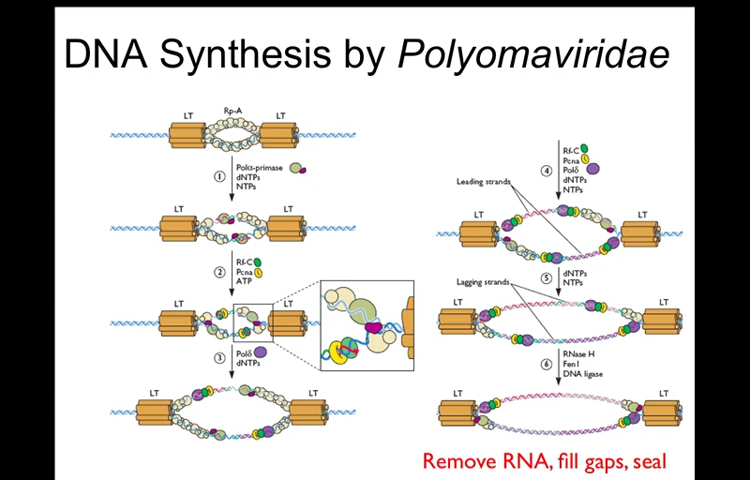 DNA Synthesis by Polyomaviridae
LT Rp-A LT
1 Polα-primase
dNTPs
NTPs
LT LT
2 Rf-C
Pcna
ATP
LT LT
3 Polδ
dNTPs
LT LT
4 Rf-C
Pcna
Polδ
dNTPs
NTPs
Leading strands
LT LT
5 dNTPs
NTPs
Lagging strands
LT LT
6 RNase H
Fen1
DNA ligase
LT LT
Remove RNA, fill gaps, seal